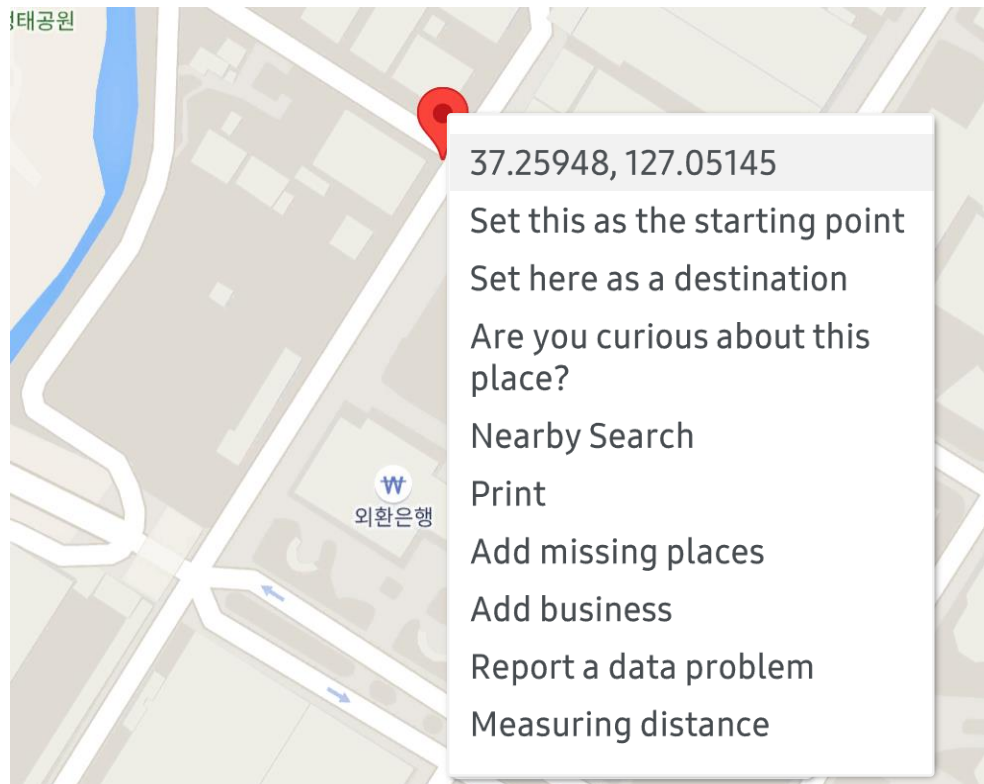 태공원
37.25948, 127.05145
Set this as the starting point
Set here as a destination
Are you curious about this
place?
Nearby Search
₩
외환은행
Print
Add missing places
Add business
Report a data problem
Measuring distance